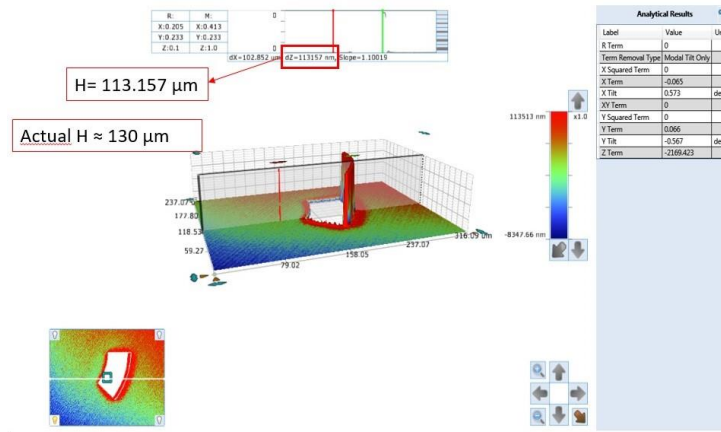 R: M:
X:0.205 X:0.413
Y:0.233 Y:0.233
Z:0.1 Z:1.0
0
0
dX=102.852 um, dZ=113157 nm, Slope=1.10019
H= 113.157 µm
Actual H ≈ 130 µm
113513 nm x1.0
-8347.66 nm
237.07
177.80
118.53
59.27
79.02
158.05
237.07
316.09 um
Analytical Results
Label Value
R Term 0
Term Removal Type Modal Tilt Only
X Squared Term 0
X Term -0.065
X Tilt 0.573
XY Term 0
Y Squared Term 0
Y Term 0.066
Y Tilt -0.567
Z Term -2169.423